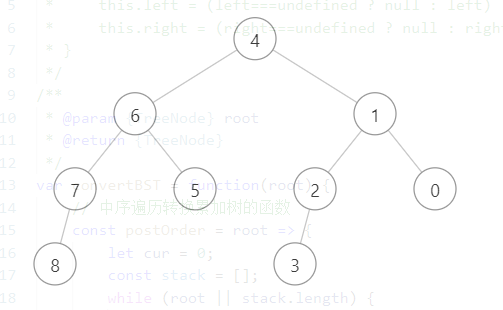 5 *     this.left = (left===undefined ? null : left)
6 *     this.right = (right===undefined ? null : righ
7 * }
8 */
9 /**
10 * @param {TreeNode} root
11 * @return {TreeNode}
12 */
13 var convertBST = function(root) {
14 // 中序遍历转换累加树的函数
15 const postOrder = root => {
16 let cur = 0;
17 const stack = [];
18 while (root || stack.length) {
4
6 1
7 5 2 0
8 3